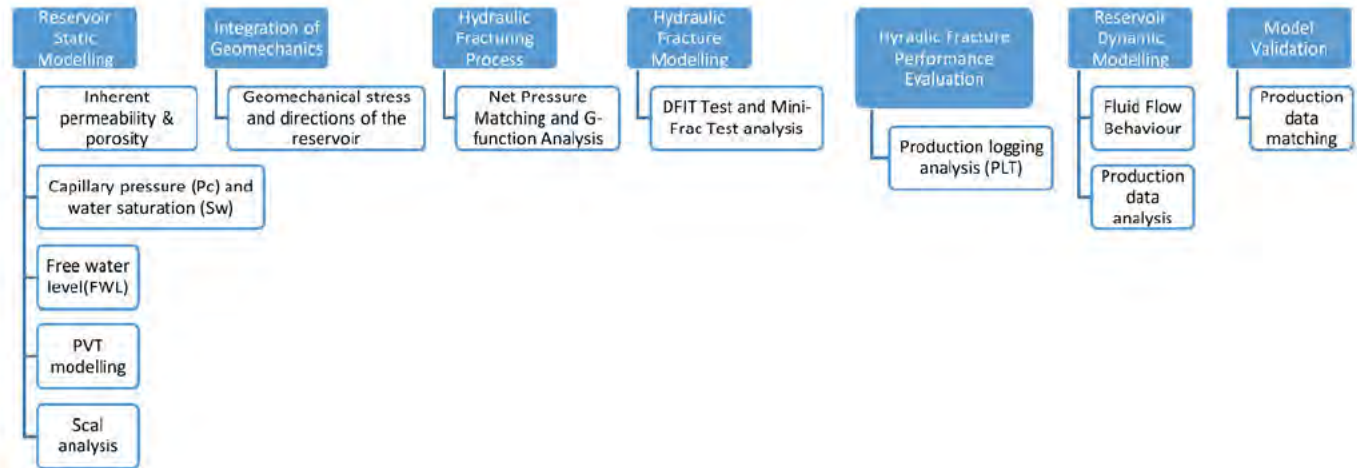 Reservoir
Static
Modelling
Inherent
permeability &
porosity
Capillary pressure (Pc) and
water saturation (Sw)
Free water
level(FWL)
PVT
modelling
Scal
analysis
Integration of
Geomechanics
Geomechanical stress
and directions of the
reservoir
Hydraulic
Fracturing
Process
Net Pressure
Matching and G-
function Analysis
Hydraulic
Fracture
Modelling
DFIT Test and Mini-
Frac Test analysis
Hyraulic Fracture
Performance
Evaluation
Production logging
analysis (PLT)
Reservoir
Dynamic
Modelling
Fluid Flow
Behaviour
Production
data
analysis
Model
Validation
Production
data
matching